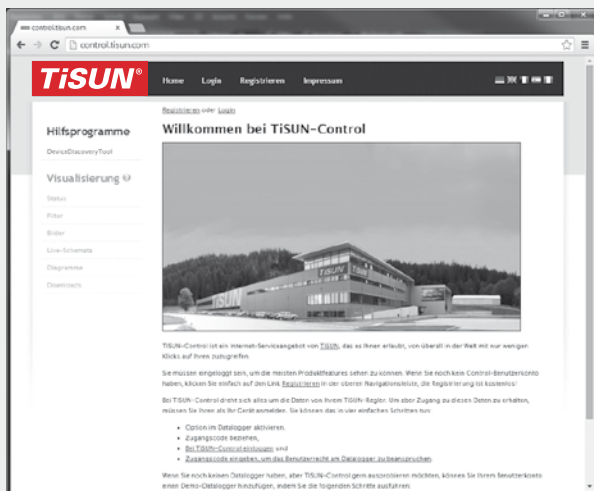 control.tisun.com
control.tisun.com
TiSUN®
Home Login Registrieren Impressum
Registrieren oder Login
Hilfsprogramme
Willkommen bei TiSUN-Control
DeviceDiscoveryTool
Visualisierung
Status
Filter
Bilder
Live-Schemata
Diagramme
Downloads
TiSUN
TiSUN
TiSUN
TiSUN-Control ist ein Internet-Serviceangebot von TiSUN, das es Ihnen erlaubt, von überall in der Welt mit nur wenigen
Klicks auf Ihren zuzugreifen.
Sie müssen eingeloggt sein, um die meisten Produktfeatures sehen zu können. Wenn Sie noch kein Control-Benutzerkonto
haben, klicken Sie einfach auf den Link Registrieren in der oberen Navigationsleiste, die Registrierung ist kostenlos!
Bei TiSUN-Control dreht sich alles um die Daten von Ihrem TiSUN-Regler. Um aber Zugang zu diesen Daten zu erhalten,
müssen Sie Ihren als Ihr Gerät anmelden. Sie können das in vier einfachen Schritten tun:
Option im Datalogger aktivieren,
Zugangscode beziehen,
Bei TiSUN-Control einloggen und
Zugangscode eingeben, um das Benutzerrecht am Datalogger zu beanspruchen.
Wenn Sie noch keinen Datalogger haben, aber TiSUN-Control gern ausprobieren möchten, können Sie Ihrem Benutzerkonto
einen Demo-Datalogger hinzufügen, indem Sie die folgenden Schritte ausführen: